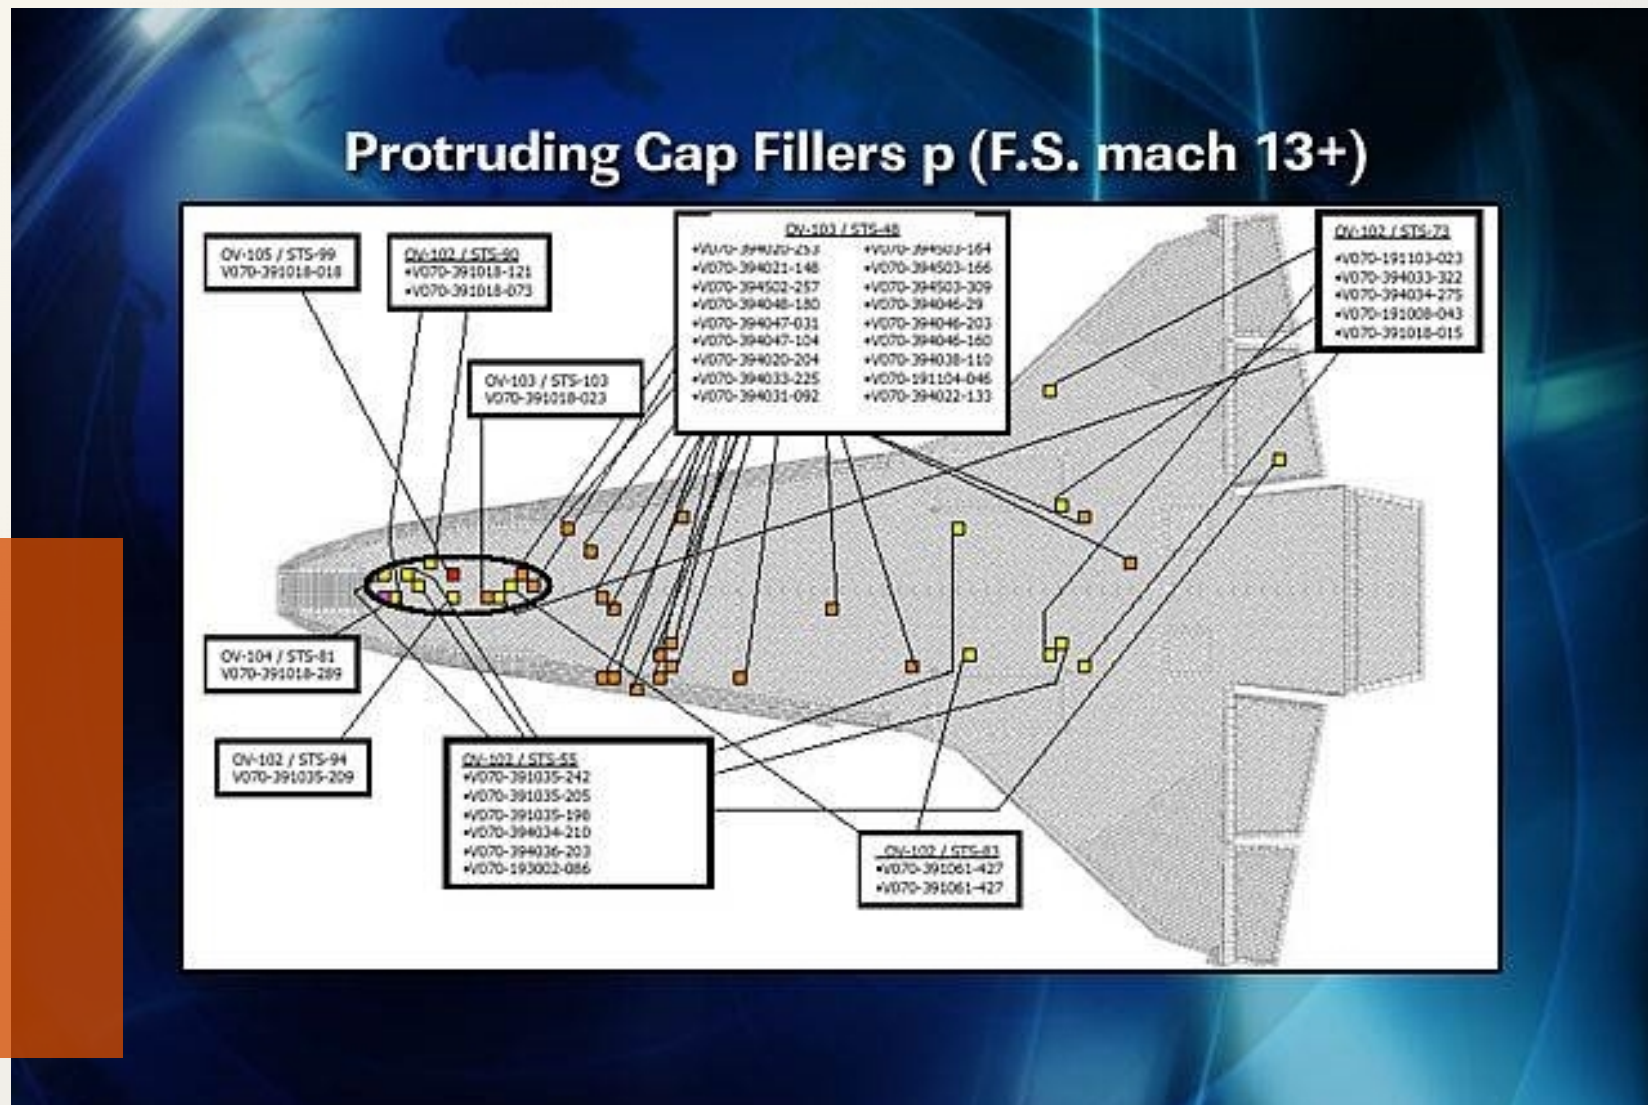 Protruding Gap Fillers p (F.S. mach 13+)
OV-105 / STS-99
V070-391018-018
OV-102 / STS-90
•V070-391018-121
•V070-391018-073
OV-103 / STS-103
V070-391018-023
OV-103 / STS-48
•V070-394020-253
•V070-394021-148
•V070-394502-257
•V070-394048-180
•V070-394047-031
•V070-394047-104
•V070-394020-204
•V070-394033-225
•V070-394031-092
•V070-394503-164
•V070-394503-166
•V070-394503-309
•V070-394046-29
•V070-394046-203
•V070-394046-160
•V070-394038-110
•V070-191104-046
•V070-394022-133
OV-102 / STS-73
•V070-191103-023
•V070-394033-322
•V070-394034-275
•V070-191008-043
•V070-391018-015
OV-104 / STS-81
V070-391018-289
OV-102 / STS-94
V070-391035-209
OV-102 / STS-55
•V070-391035-242
•V070-391035-205
•V070-391035-198
•V070-394034-210
•V070-394036-203
•V070-193002-086
OV-102 / STS-83
•V070-391061-427
•V070-391061-427